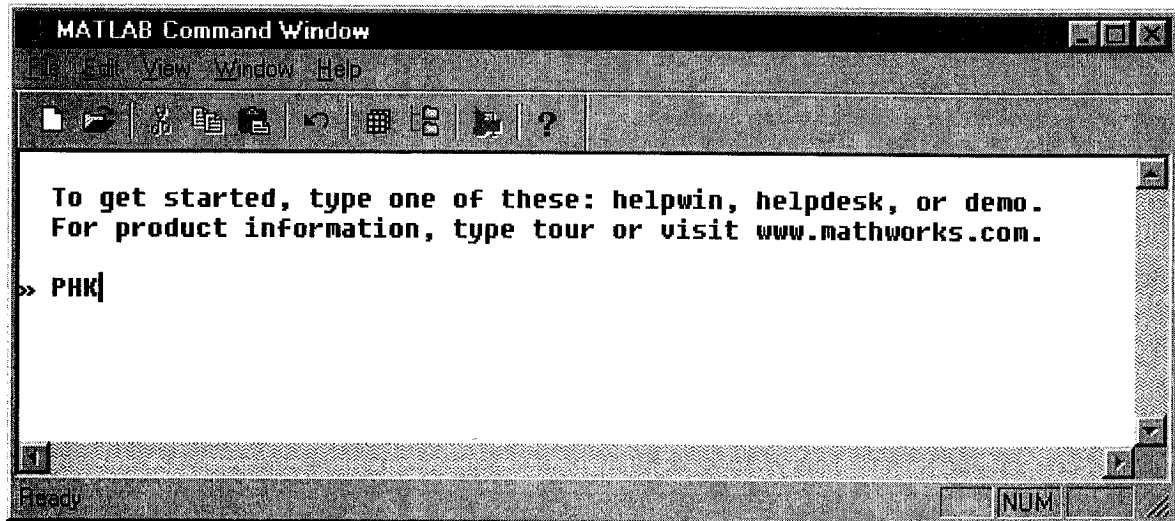 MATLAB Command Window
File Edit View Window Help
?
To get started, type one of these: helpwin, helpdesk, or demo.
For product information, type tour or visit www.mathworks.com.
» PHK
Ready NUM